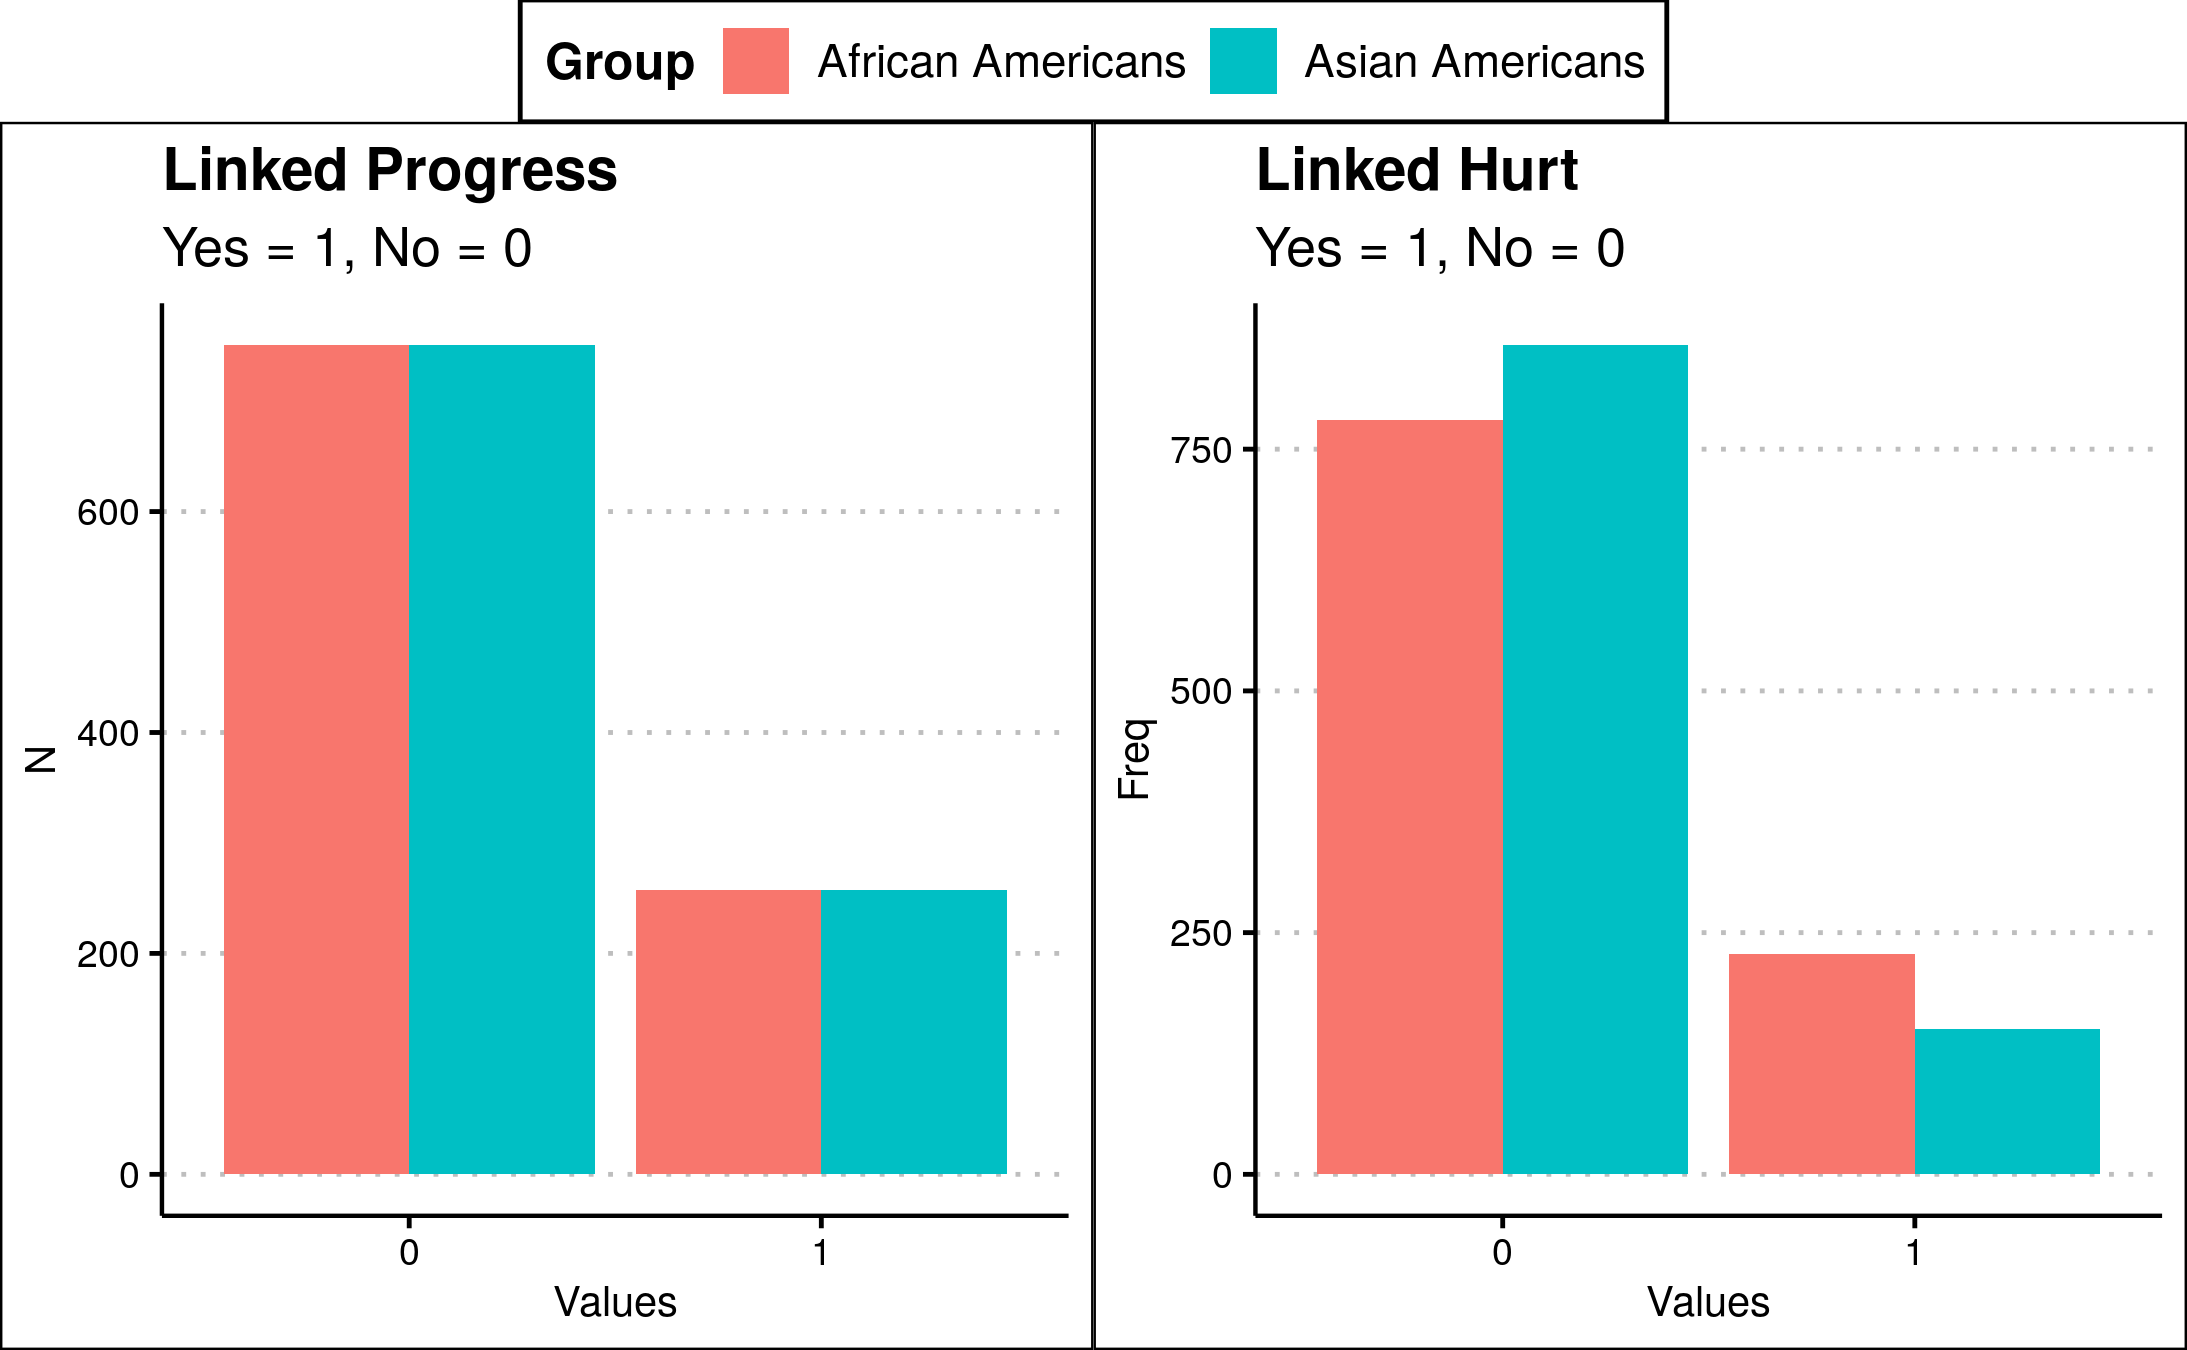 Group African Americans Asian Americans
Linked Progress
Yes = 1, No = 0
N
600
400
200
0
0 1
Values
Linked Hurt
Yes = 1, No = 0
Freq
750
500
250
0
0 1
Values